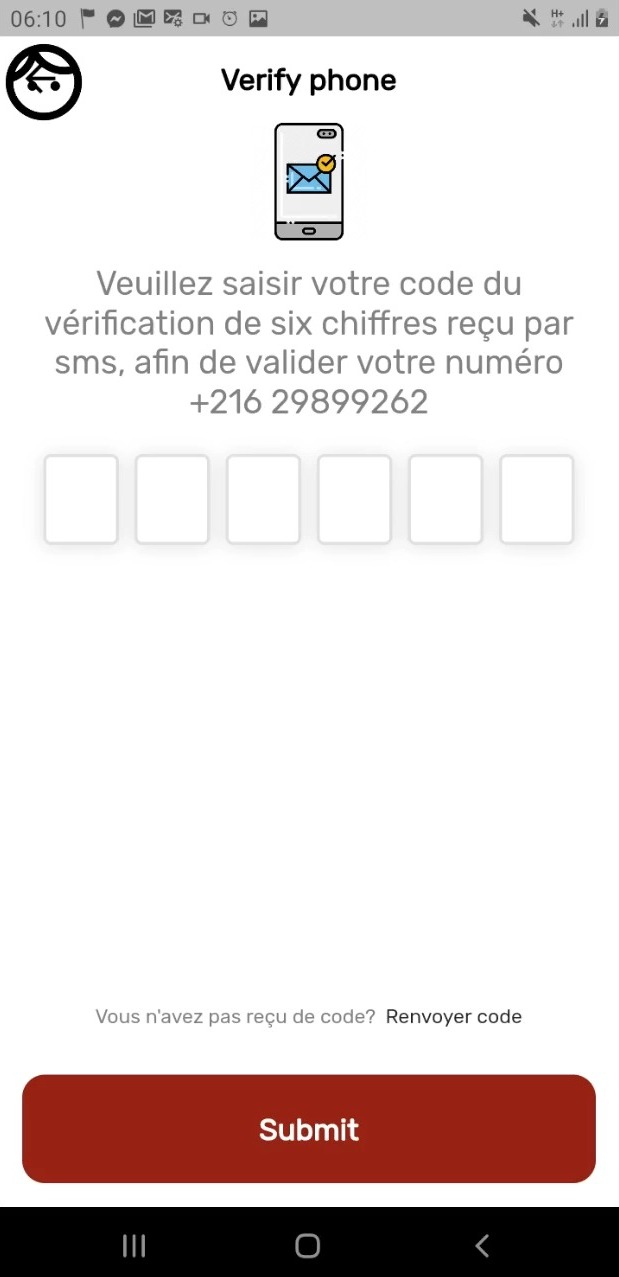 06:10
H+
Verify phone
Veuillez saisir votre code du
vérification de six chiffres reçu par
sms, afin de valider votre numéro
+216 29899262
Vous n'avez pas reçu de code? Renvoyer code
Submit